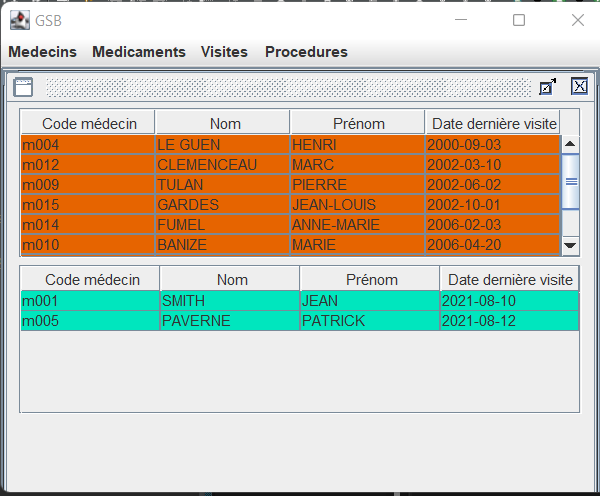 GSB
Medecins Medicaments Visites Procedures
Code médecin Nom Prénom Date dernière visite
m004 LE GUEN HENRI 2000-09-03
m012 CLEMENCEAU MARC 2002-03-10
m009 TULAN PIERRE 2002-06-02
m015 GARDES JEAN-LOUIS 2002-10-01
m014 FUMEL ANNE-MARIE 2006-02-03
m010 BANIZE MARIE 2006-04-20
Code médecin Nom Prénom Date dernière visite
m001 SMITH JEAN 2021-08-10
m005 PAVERNE PATRICK 2021-08-12